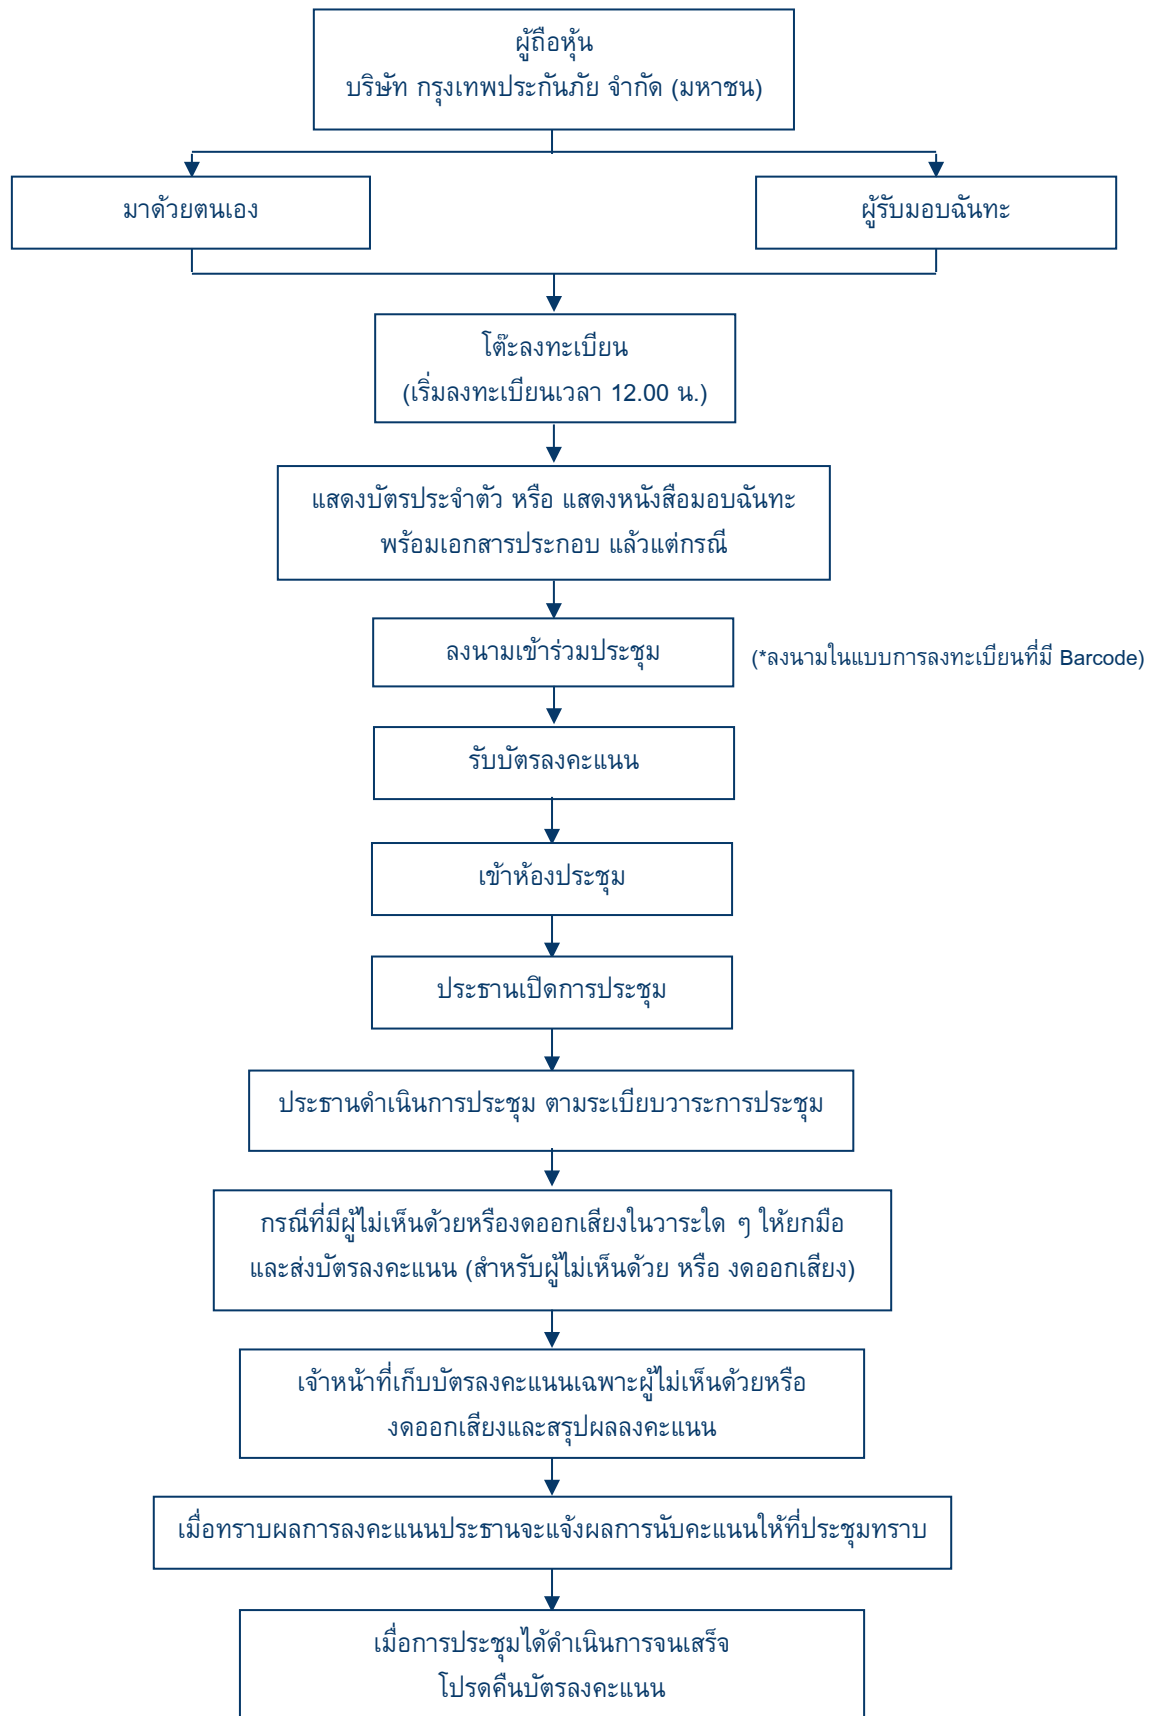 ผู้ถือหุ้น
บริษัท กรุงเทพประกันภัย จำกัด (มหาชน)
มาด้วยตนเอง
ผู้รับมอบฉันทะ
โต๊ะลงทะเบียน
(เริ่มลงทะเบียนเวลา 12.00 น.)
แสดงบัตรประจำตัว หรือ แสดงหนังสือมอบฉันทะ
พร้อมเอกสารประกอบ แล้วแต่กรณี
ลงนามเข้าร่วมประชุม
(*ลงนามในแบบการลงทะเบียนที่มี Barcode)
รับบัตรลงคะแนน
เข้าห้องประชุม
ประธานเปิดการประชุม
ประธานดำเนินการประชุม ตามระเบียบวาระการประชุม
กรณีที่มีผู้ไม่เห็นด้วยหรืองดออกเสียงในวาระใด ๆ ให้ยกมือ
และส่งบัตรลงคะแนน (สำหรับผู้ไม่เห็นด้วย หรือ งดออกเสียง)
เจ้าหน้าที่เก็บบัตรลงคะแนนเฉพาะผู้ไม่เห็นด้วยหรือ
งดออกเสียงและสรุปผลลงคะแนน
เมื่อทราบผลการลงคะแนนประธานจะแจ้งผลการนับคะแนนให้ที่ประชุมทราบ
เมื่อการประชุมได้ดำเนินการจนเสร็จ
โปรดคืนบัตรลงคะแนน